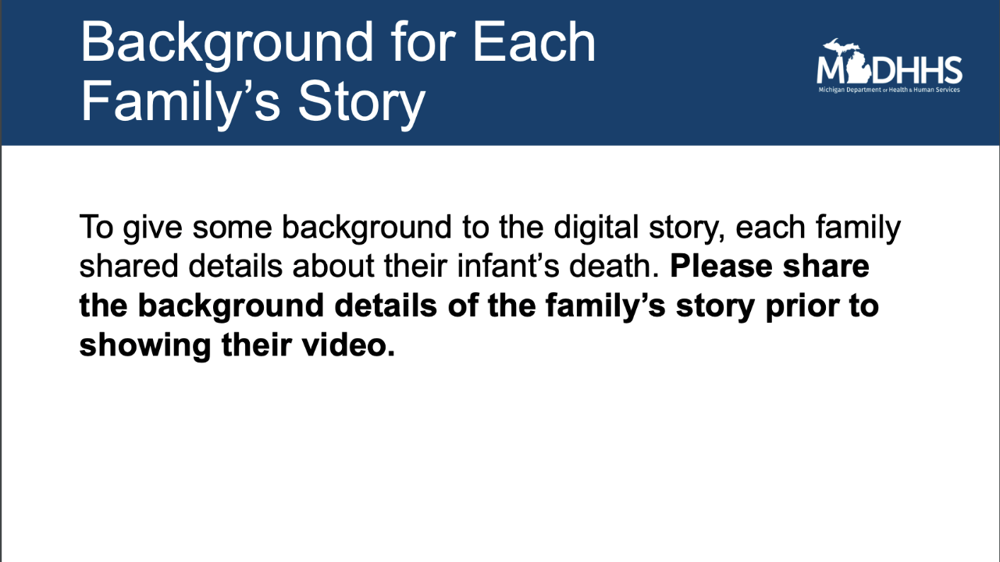 Background for Each
Family’s Story
MDHHS
Michigan Department of Health & Human Services
To give some background to the digital story, each family
shared details about their infant’s death. Please share
the background details of the family’s story prior to
showing their video.